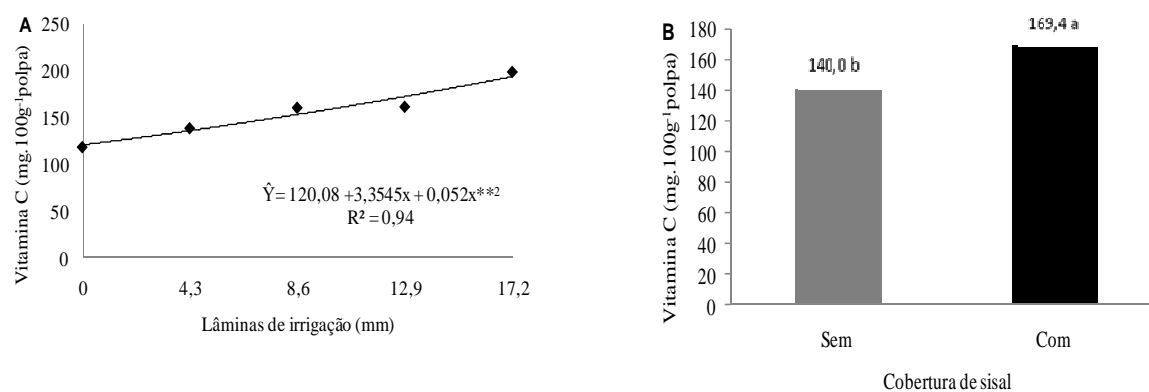 A
Vitamina C (mg.100g⁻¹polpa)
250
200
150
100
50
0
Ŷ= 120,08 +3,3545x + 0,052x**²
R² = 0,94
0 4,3 8,6 12,9 17,2
Lâminas de irrigação (mm)
B
Vitamina C (mg.100g⁻¹polpa)
180
160
140
120
100
80
60
40
20
0
140,0 b
169,4 a
Sem Com
Cobertura de sisal